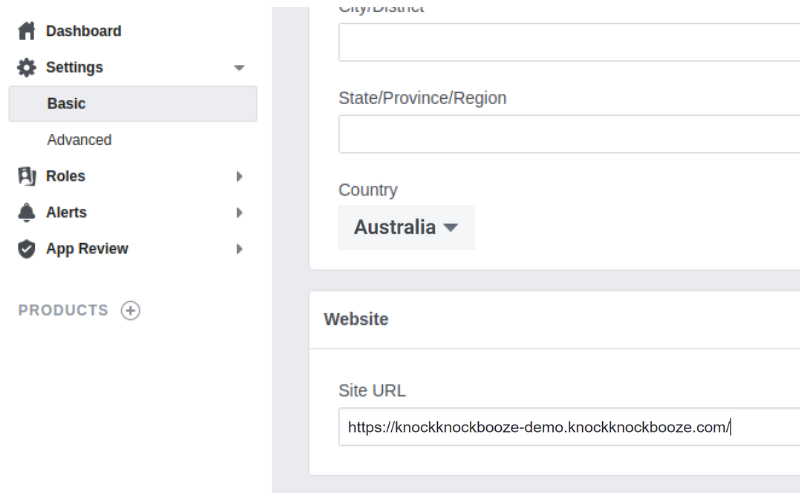 Dashboard
Settings
Basic
Advanced
Roles
Alerts
App Review
PRODUCTS
City/District
State/Province/Region
Country
Australia
Website
Site URL
https://knockknockbooze-demo.knockknockbooze.com/